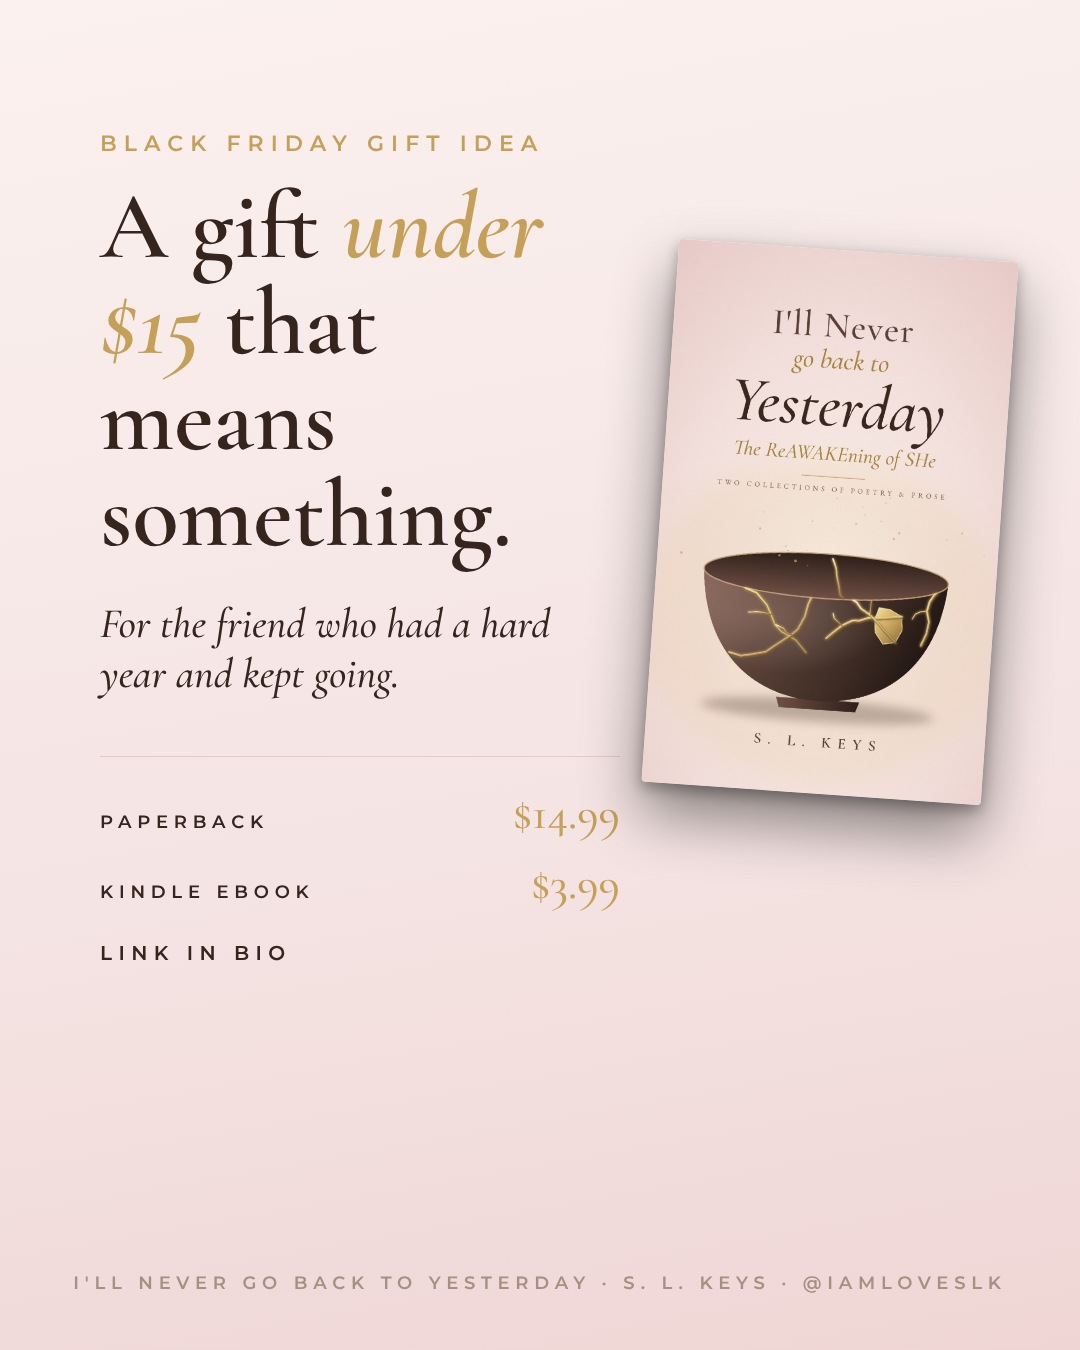 BLACK FRIDAY GIFT IDEA
A gift under
$15 that
means
something.
For the friend who had a hard
year and kept going.
PAPERBACK $14.99
KINDLE EBOOK $3.99
LINK IN BIO
I'll Never
go back to
Yesterday
The ReAWAKEning of SHe
TWO COLLECTIONS OF POETRY & PROSE
S. L. KEYS
I'LL NEVER GO BACK TO YESTERDAY · S. L. KEYS · @IAMLOVESLK